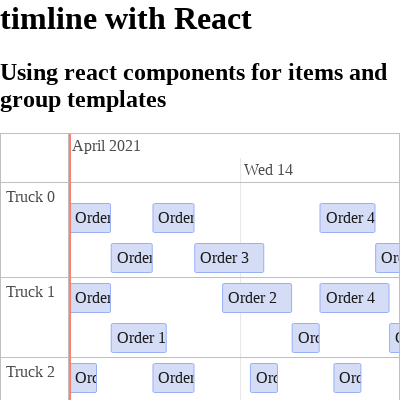 timline with React
Using react components for items and
group templates
April 2021
Wed 14
Truck 0
Order
Order
Order 4
Order
Order 3
Or
Truck 1
Order
Order 2
Order 4
Order 1
Orc
Truck 2
Orc
Order
Orc
Orc